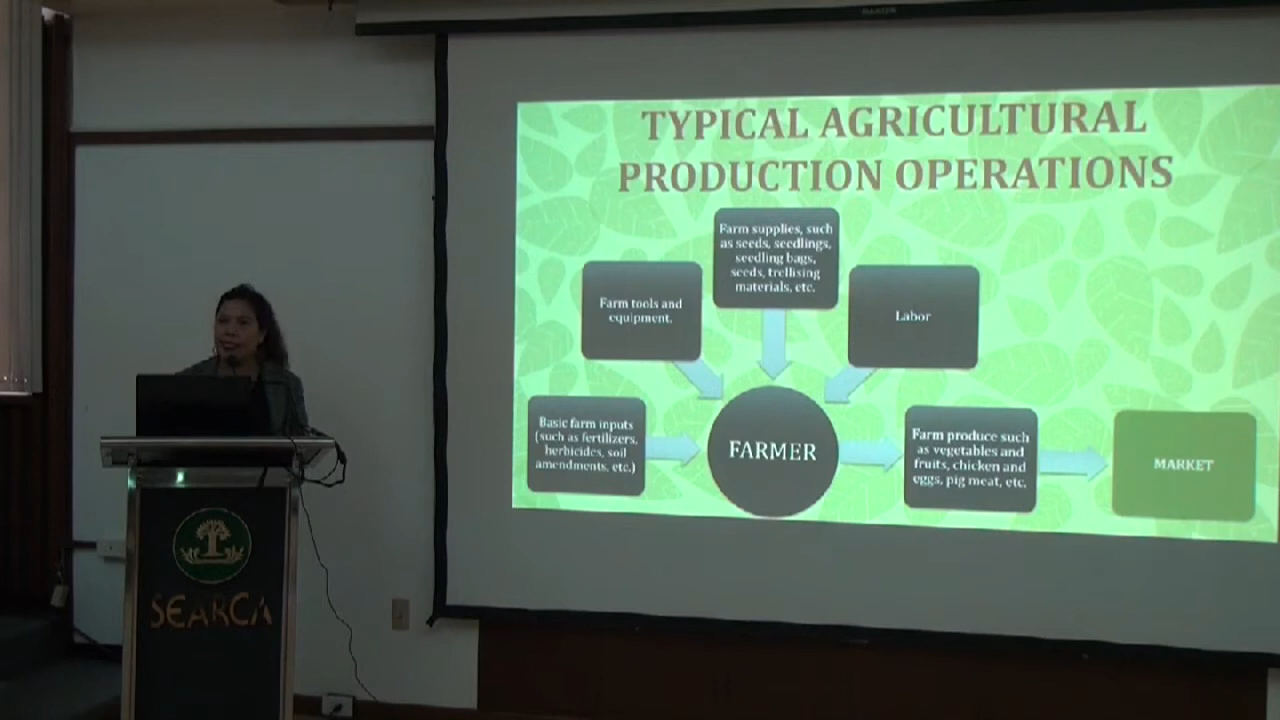 TYPICAL AGRICULTURAL
PRODUCTION OPERATIONS
Farm supplies, such
as seeds, seedlings,
seedling bags,
seeds, trellising
materials, etc.
Farm tools and
equipment.
Labor
Basic farm inputs
(such as fertilizers,
herbicides, soil
amendments, etc.)
FARMER
Farm produce such
as vegetables and
fruits, chicken and
eggs, pig meat, etc.
MARKET
SEARCA